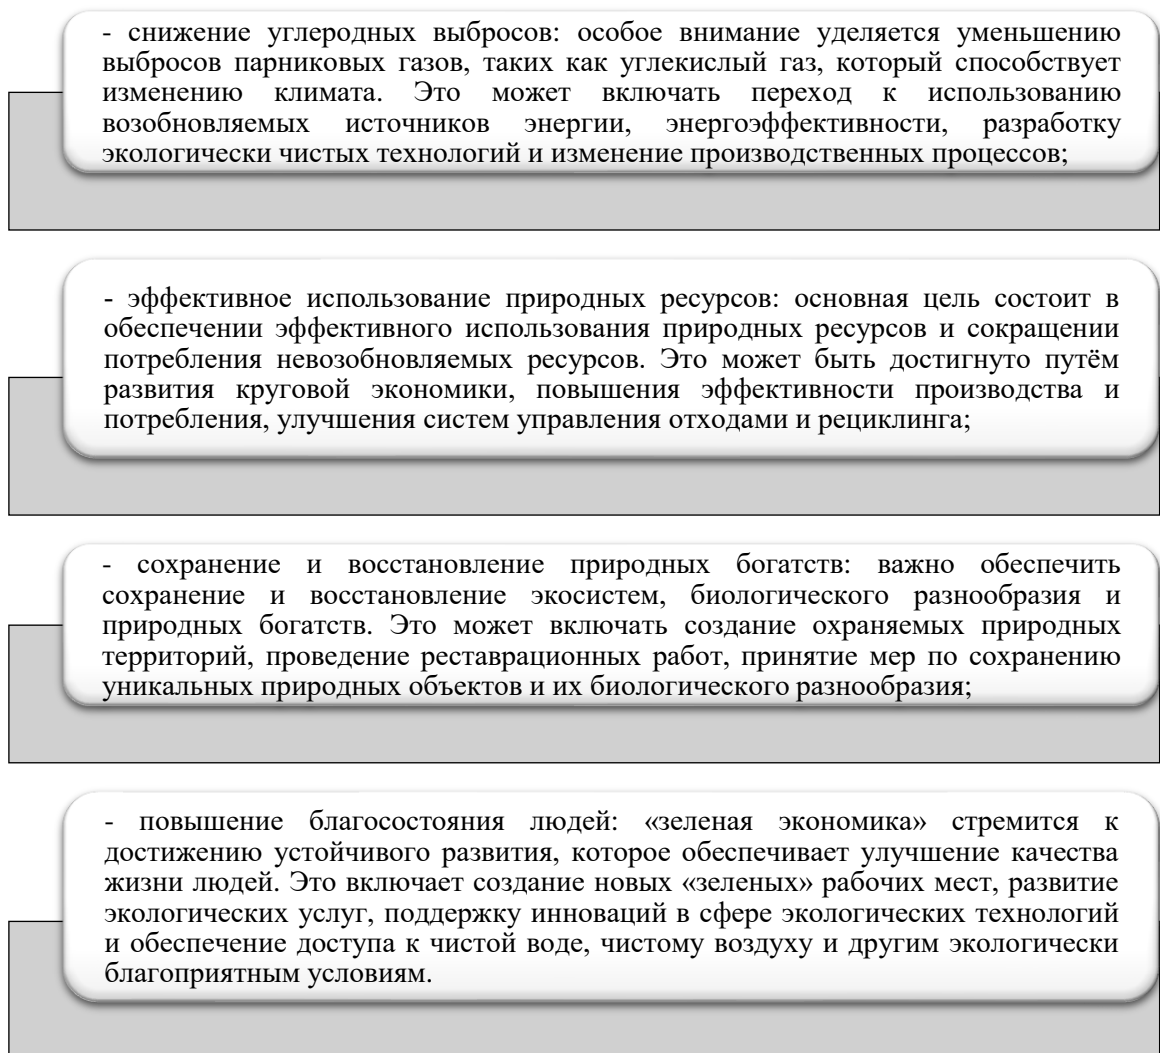 - снижение углеродных выбросов: особое внимание уделяется уменьшению
выбросов парниковых газов, таких как углекислый газ, который способствует
изменению климата. Это может включать переход к использованию
возобновляемых источников энергии, энергоэффективности, разработку
экологически чистых технологий и изменение производственных процессов;
- эффективное использование природных ресурсов: основная цель состоит в
обеспечении эффективного использования природных ресурсов и сокращении
потребления невозобновляемых ресурсов. Это может быть достигнуто путём
развития круговой экономики, повышения эффективности производства и
потребления, улучшения систем управления отходами и рециклинга;
- сохранение и восстановление природных богатств: важно обеспечить
сохранение и восстановление экосистем, биологического разнообразия и
природных богатств. Это может включать создание охраняемых природных
территорий, проведение реставрационных работ, принятие мер по сохранению
уникальных природных объектов и их биологического разнообразия;
- повышение благосостояния людей: «зеленая экономика» стремится к
достижению устойчивого развития, которое обеспечивает улучшение качества
жизни людей. Это включает создание новых «зеленых» рабочих мест, развитие
экологических услуг, поддержку инноваций в сфере экологических технологий
и обеспечение доступа к чистой воде, чистому воздуху и другим экологически
благоприятным условиям.